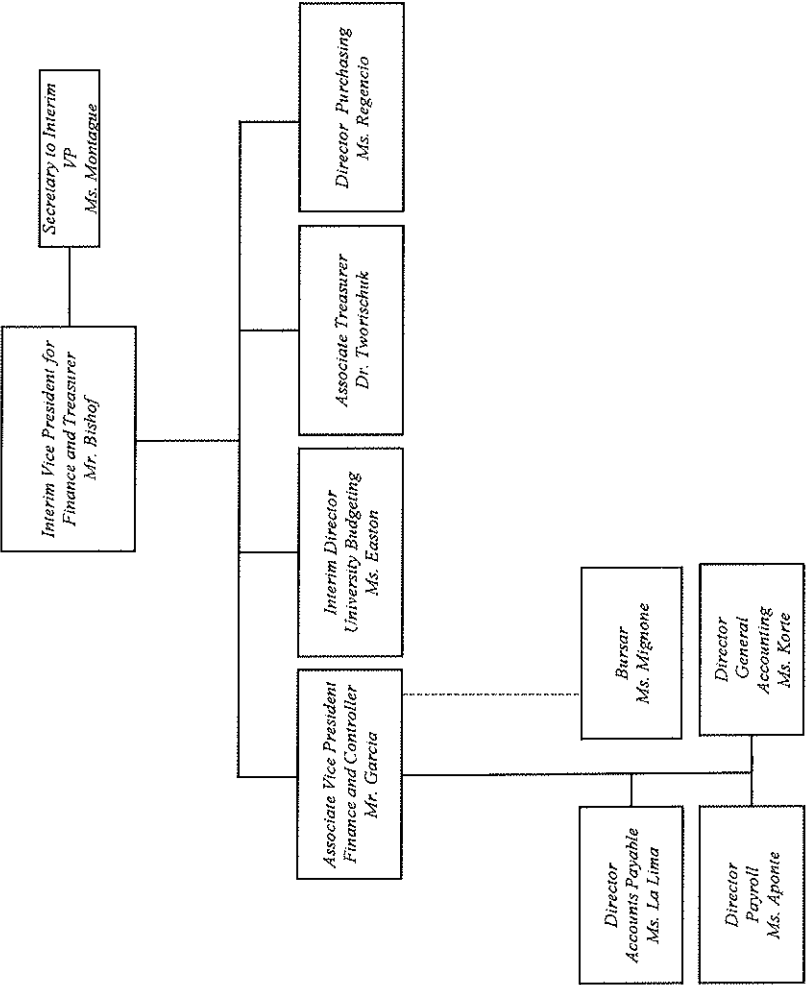 Interim Vice President for
Finance and Treasurer
Mr. Bishof
Secretary to Interim
VP
Ms. Montague
Associate Vice President
Finance and Controller
Mr. Garcia
Interim Director
University Budgeting
Ms. Easton
Associate Treasurer
Dr. Tworischuk
Director Purchasing
Ms. Regencio
Director
Accounts Payable
Ms. La Lima
Bursar
Ms. Mignone
Director
Payroll
Ms. Aponte
Director
General
Accounting
Ms. Korte